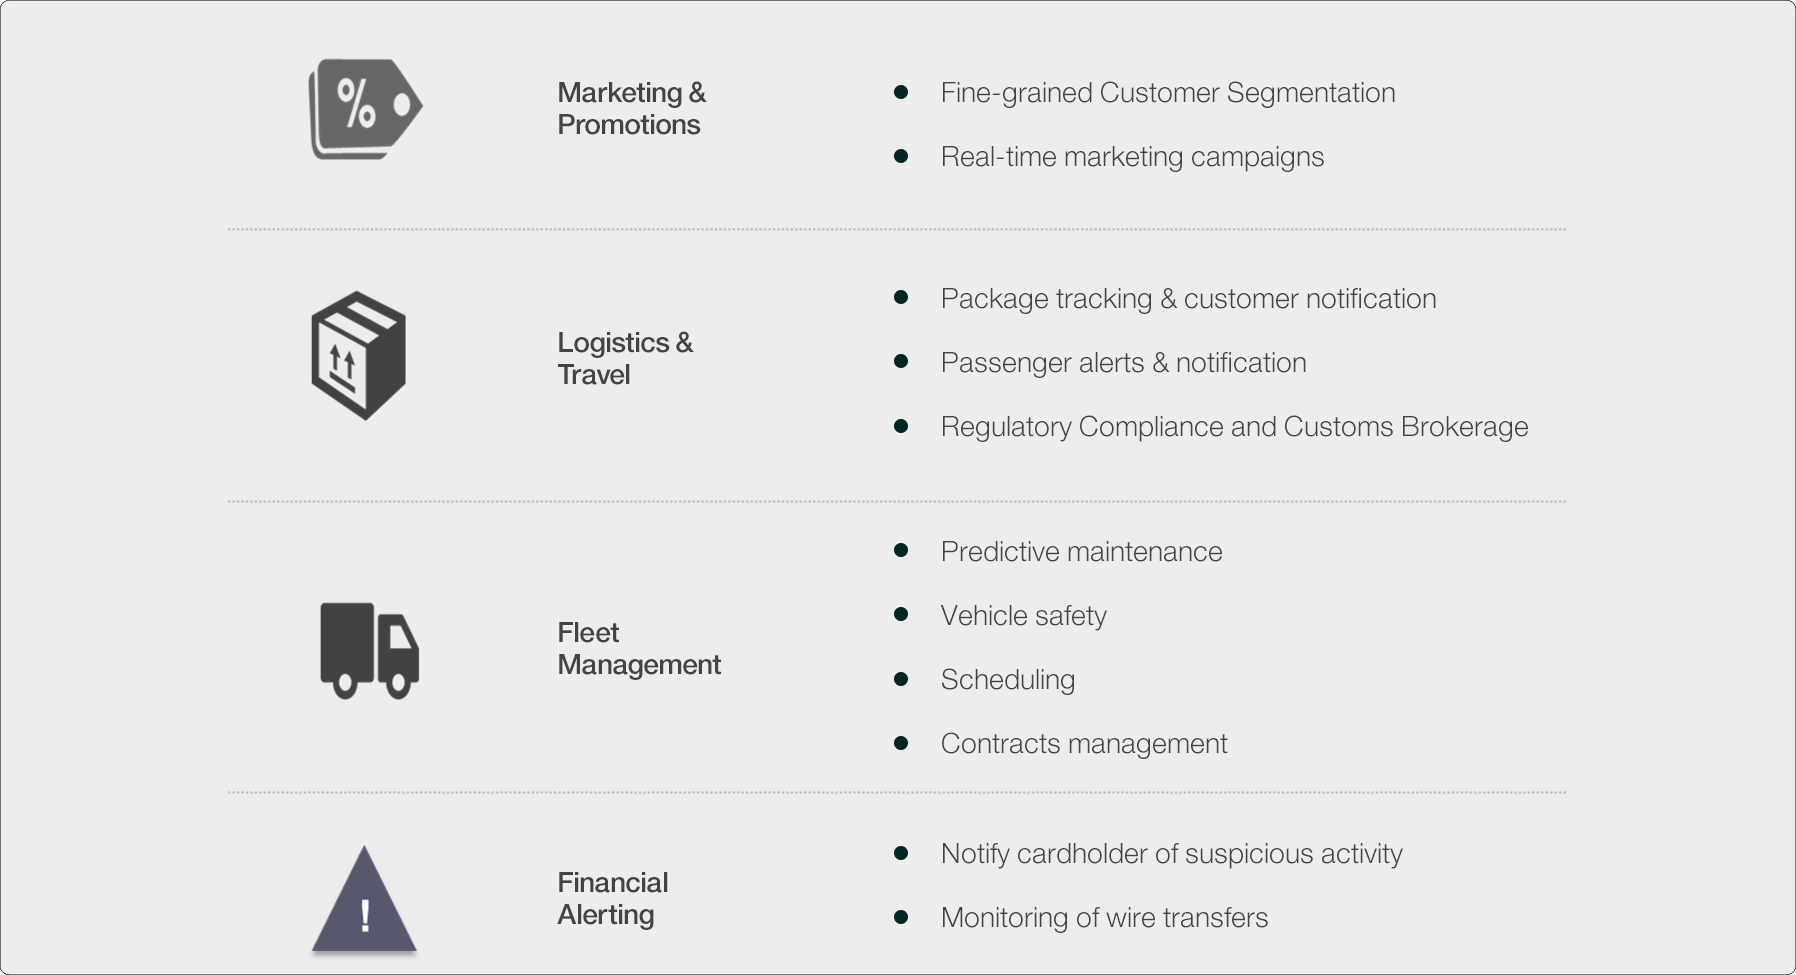 %
Marketing &
Promotions
Fine-grained Customer Segmentation
Real-time marketing campaigns
Logistics &
Travel
Package tracking & customer notification
Passenger alerts & notification
Regulatory Compliance and Customs Brokerage
Fleet
Management
Predictive maintenance
Vehicle safety
Scheduling
Contracts management
!
Financial
Alerting
Notify cardholder of suspicious activity
Monitoring of wire transfers